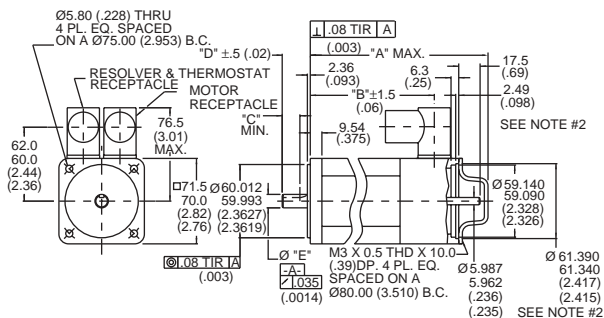 Ø5.80 (.228) THRU
4 PL. EQ. SPACED
ON A Ø75.00 (2.953) B.C.
RESOLVER & THERMOSTAT
RECEPTACLE
MOTOR
RECEPTACLE
76.5
(3.01)
MAX.
62.0
60.0
(2.44)
(2.36)
□71.5
70.0
(2.82)
(2.76)
⟂ .08 TIR A
(.003)
"A" MAX.
"D" ±.5 (.02)
2.36
(.093)
"B"±1.5
(.06)
6.3
(.25)
17.5
(.69)
2.49
(.098)
SEE NOTE #2
"C"
MIN.
9.54
(.375)
Ø60.012
59.993
(2.3627)
(2.3619)
Ø59.140
59.090
(2.328)
(2.326)
◎ .08 TIR A
(.003)
Ø "E"
-A-
↗ .035
(.0014)
M3 X 0.5 THD X 10.0
(.39)DP. 4 PL. EQ.
SPACED ON A
Ø80.00 (3.510) B.C.
Ø5.987
5.962
(.236)
(.235)
Ø61.390
61.340
(2.417)
(2.415)
SEE NOTE #2